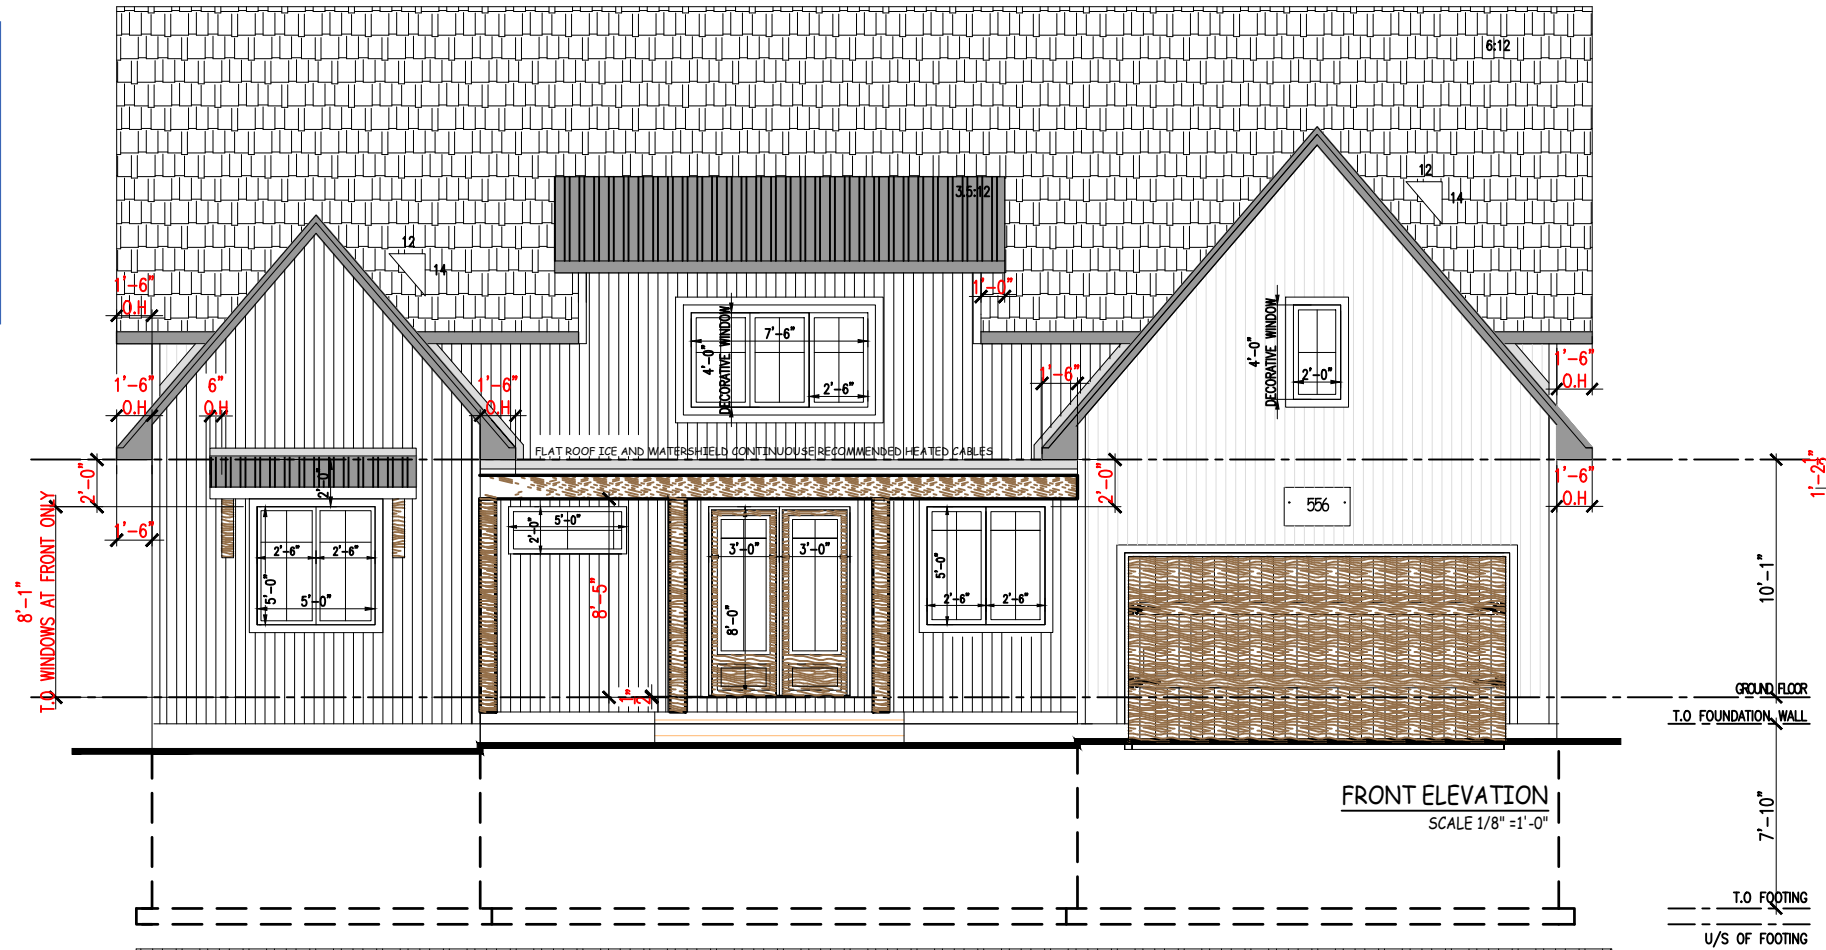 6:12
12
14
3.5:12
12
14
1'-6"
O.H
1'-0"
7'-6"
4'-0"
DECORATIVE WINDOW
2'-6"
4'-0"
DECORATIVE WINDOW
2'-0"
1'-6"
O.H
6"
O.H
1'-6"
O.H
1'-6"
1'-6"
O.H
FLAT ROOF ICE AND WATERSHIELD CONTINUOUSE RECOMMENDED HEATED CABLES
2'-0"
2'-0"
2'-0"
1'-6"
O.H
556
1'-6"
8'-1"
T.O WINDOWS AT FRONT ONLY
2'-6"
2'-6"
5'-0"
5'-0"
2'-0"
5'-0"
8'-5"
3'-0"
3'-0"
8'-0"
5'-0"
2'-6"
2'-6"
10'-1"
GROUND FLOOR
T.O FOUNDATION WALL
FRONT ELEVATION
SCALE 1/8" =1'-0"
7'-10"
T.O FOOTING
U/S OF FOOTING